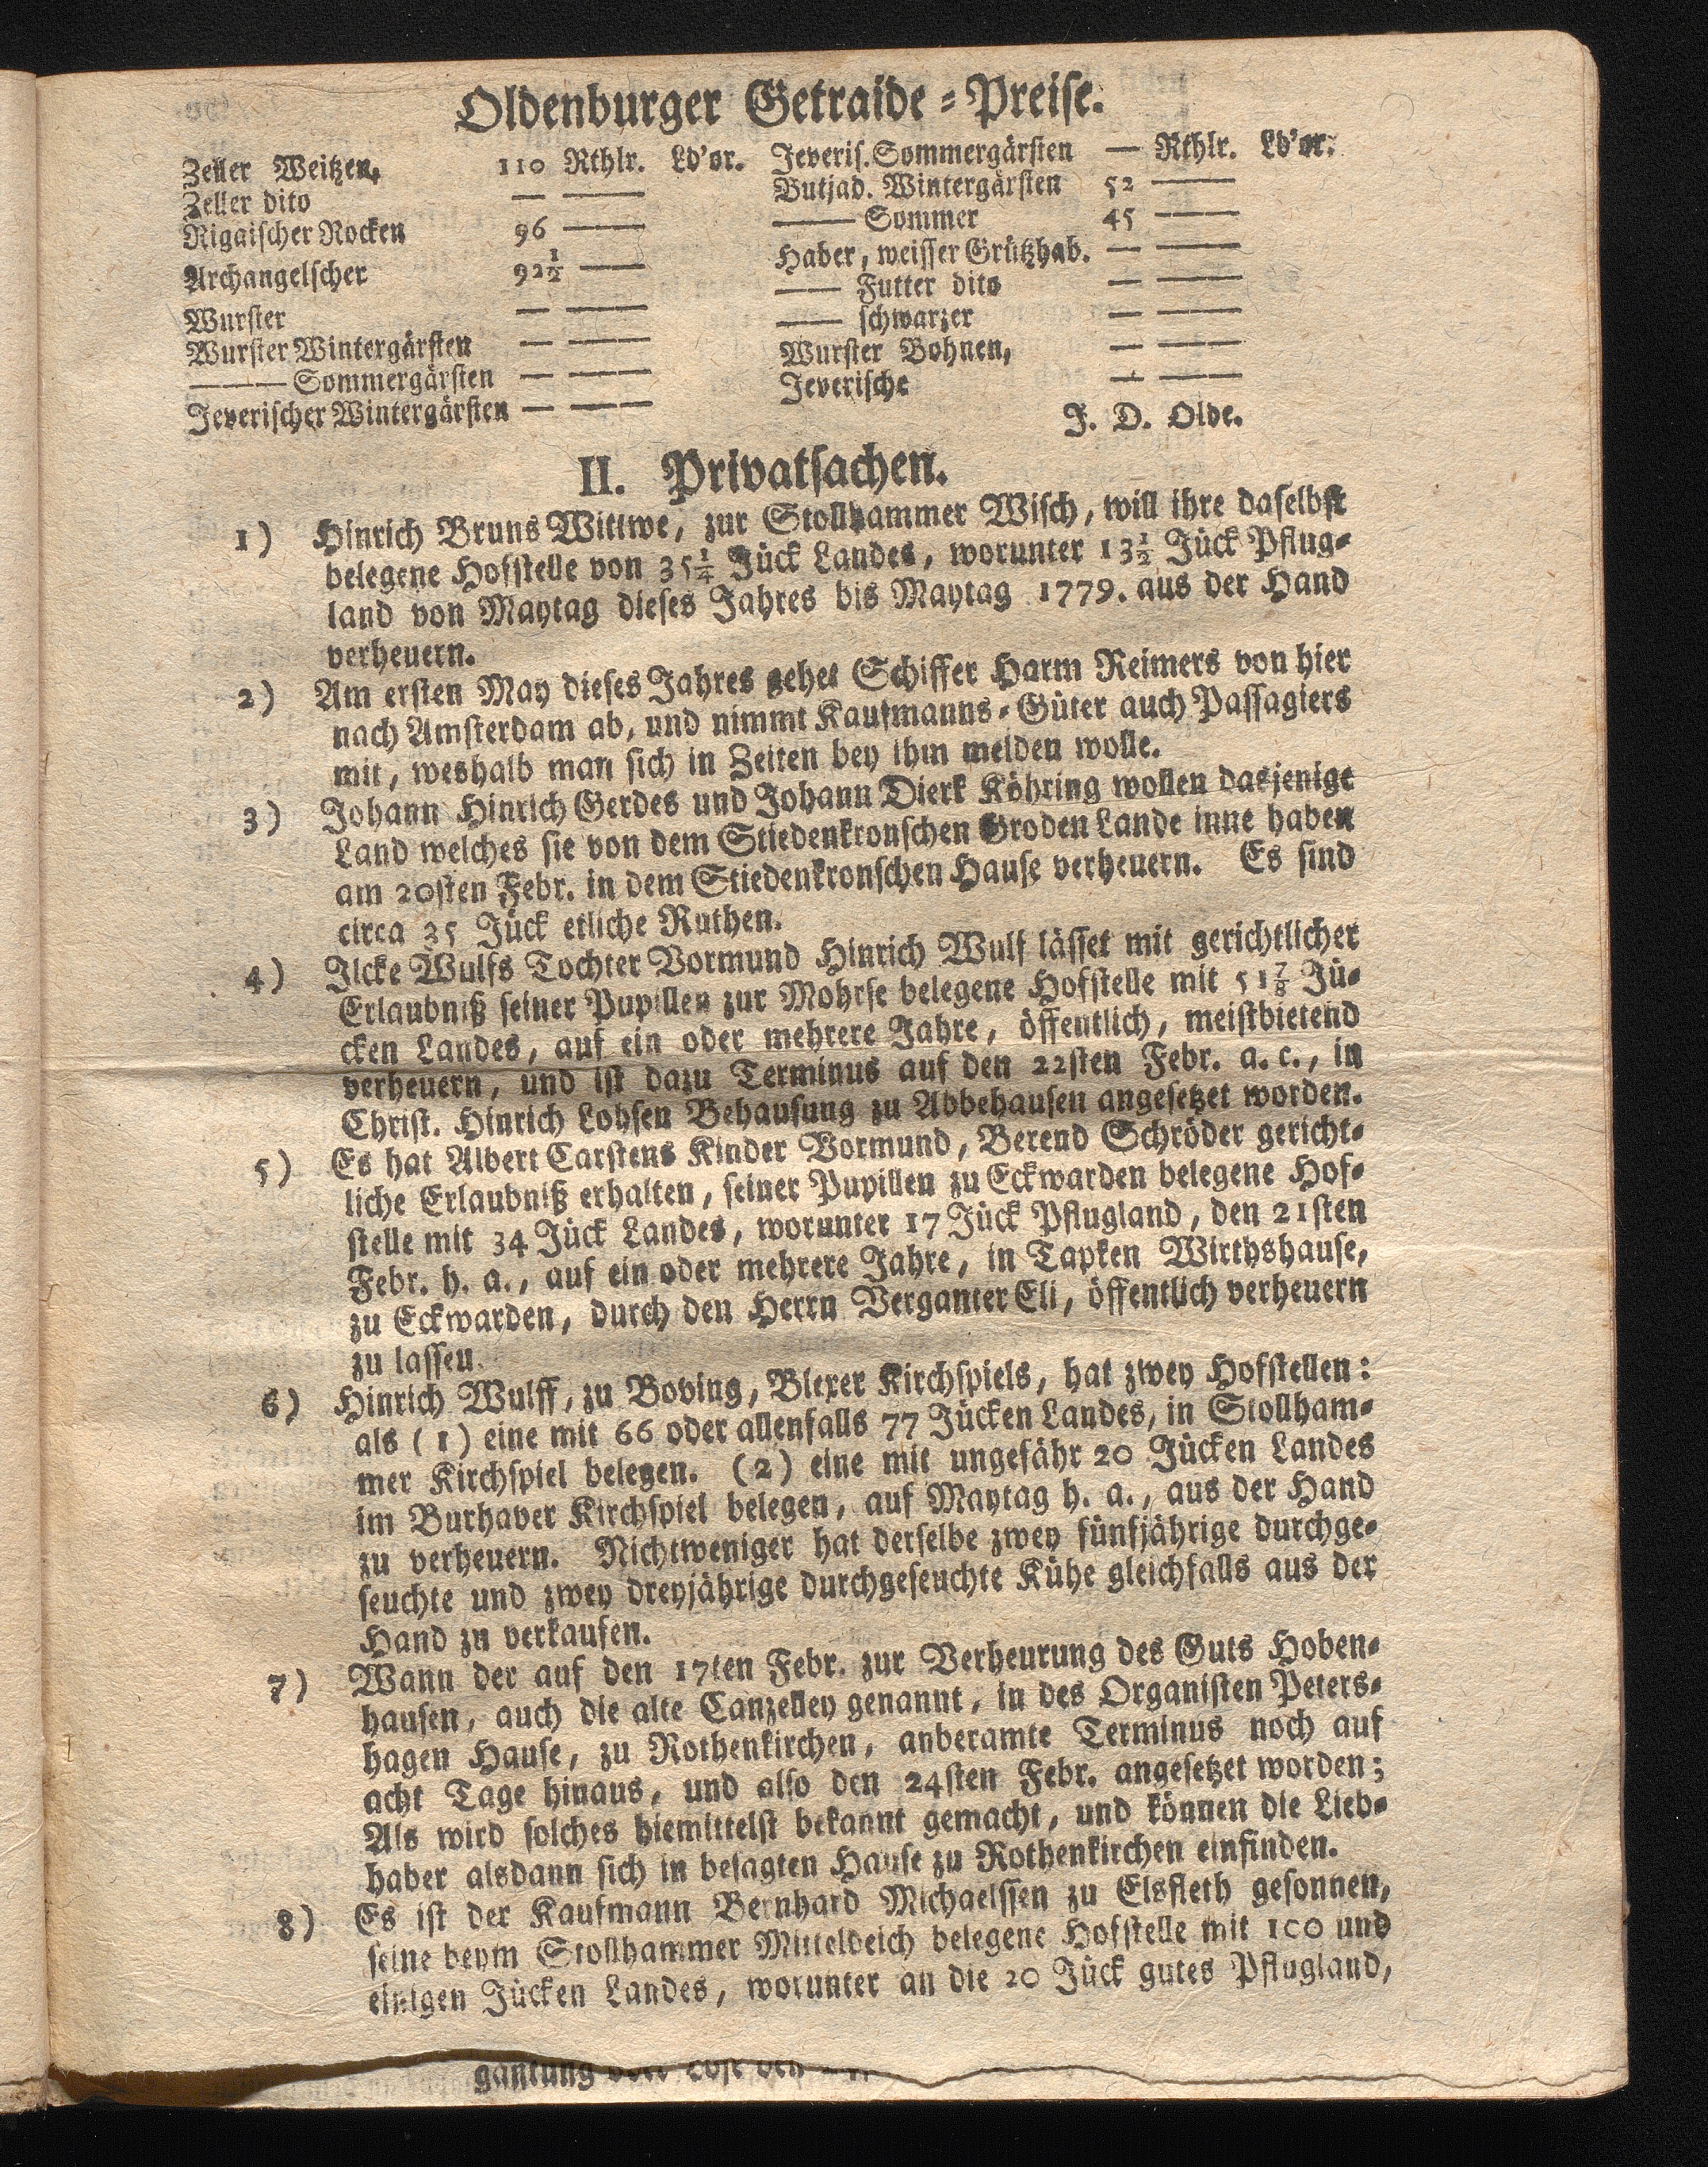 Oldenburger Getraide-Preise.
Zeller Weitzen, 110 Rthlr. Ld'or.
Zeller dito — —
Rigaischer Rocken 96 —
Archangelscher 92½ —
Wurster — —
Wurster Wintergärsten — —
— Sommergärsten — —
Jeverischer Wintergärsten — —
Jeveris. Sommergärsten — Rthlr. Ld'or.
Butjad. Wintergärsten 52 —
— Sommer 45 —
Haber, weisser Grützhab. — —
— Futter dito — —
— schwarzer — —
Wurster Bohnen, — —
Jeverische — —
J. D. Olde.
II. Privatsachen.
1) Hinrich Bruns Wittwe, zur Stollhammer Wisch, will ihre daselbst
belegene Hofstelle von 35¼ Jück Landes, worunter 13½ Jück Pflug-
land von Maytag dieses Jahres bis Maytag 1779. aus der Hand
verheuern.
2) Am ersten May dieses Jahres gehet Schiffer Harm Reimers von hier
nach Amsterdam ab, und nimmt Kaufmanns-Güter auch Passagiers
mit, weshalb man sich in Zeiten bey ihm melden wolle.
3) Johann Hinrich Gerdes und Johann Dierk Köhring wollen dasjenige
Land welches sie von dem Stiedenkronschen Groden Lande inne haben
am 20sten Febr. in dem Stiedenkronschen Hause verheuern. Es sind
circa 35 Jück etliche Ruthen.
4) Ilcke Wulfs Tochter Vormund Hinrich Wulf lässet mit gerichtlicher
Erlaubniß seiner Pupillen zur Mohrse belegene Hofstelle mit 51⅞ Jü-
cken Landes, auf ein oder mehrere Jahre, öffentlich, meistbietend
verheuern, und ist dazu Terminus auf den 22sten Febr. a. c., in
Christ. Hinrich Lohsen Behausung zu Abbehausen angesetzet worden.
5) Es hat Albert Carstens Kinder Vormund, Berend Schröder gericht-
liche Erlaubniß erhalten, seiner Pupillen zu Eckwarden belegene Hof-
stelle mit 34 Jück Landes, worunter 17 Jück Pflugland, den 21sten
Febr. h. a., auf ein oder mehrere Jahre, in Tapken Wirthshause,
zu Eckwarden, durch den Herrn Verganter Eli, öffentlich verheuern
zu lassen.
6) Hinrich Wulff, zu Boving, Blexer Kirchspiels, hat zwey Hofstellen:
als (1) eine mit 66 oder allenfalls 77 Jücken Landes, in Stollham-
mer Kirchspiel belegen. (2) eine mit ungefähr 20 Jücken Landes
im Burhaver Kirchspiel belegen, auf Maytag h. a., aus der Hand
zu verheuern. Nichtweniger hat derselbe zwey fünfjährige durchge-
seuchte und zwey dreyjährige durchgeseuchte Kühe gleichfalls aus der
Hand zu verkaufen.
7) Wann der auf den 17ten Febr. zur Verheurung des Guts Hoben-
hausen, auch die alte Canzelley genannt, in des Organisten Peters-
hagen Hause, zu Rothenkirchen, anberamte Terminus noch auf
acht Tage hinaus, und also den 24sten Febr. angesetzet worden;
Als wird solches hiemittelst bekannt gemacht, und können die Lieb-
haber alsdann sich in besagten Hause zu Rothenkirchen einfinden.
8) Es ist der Kaufmann Bernhard Michaelssen zu Elsfleth gesonnen,
seine beym Stollhammer Mitteldeich belegene Hofstelle mit 100 und
einigen Jücken Landes, worunter an die 20 Jück gutes Pflugland,